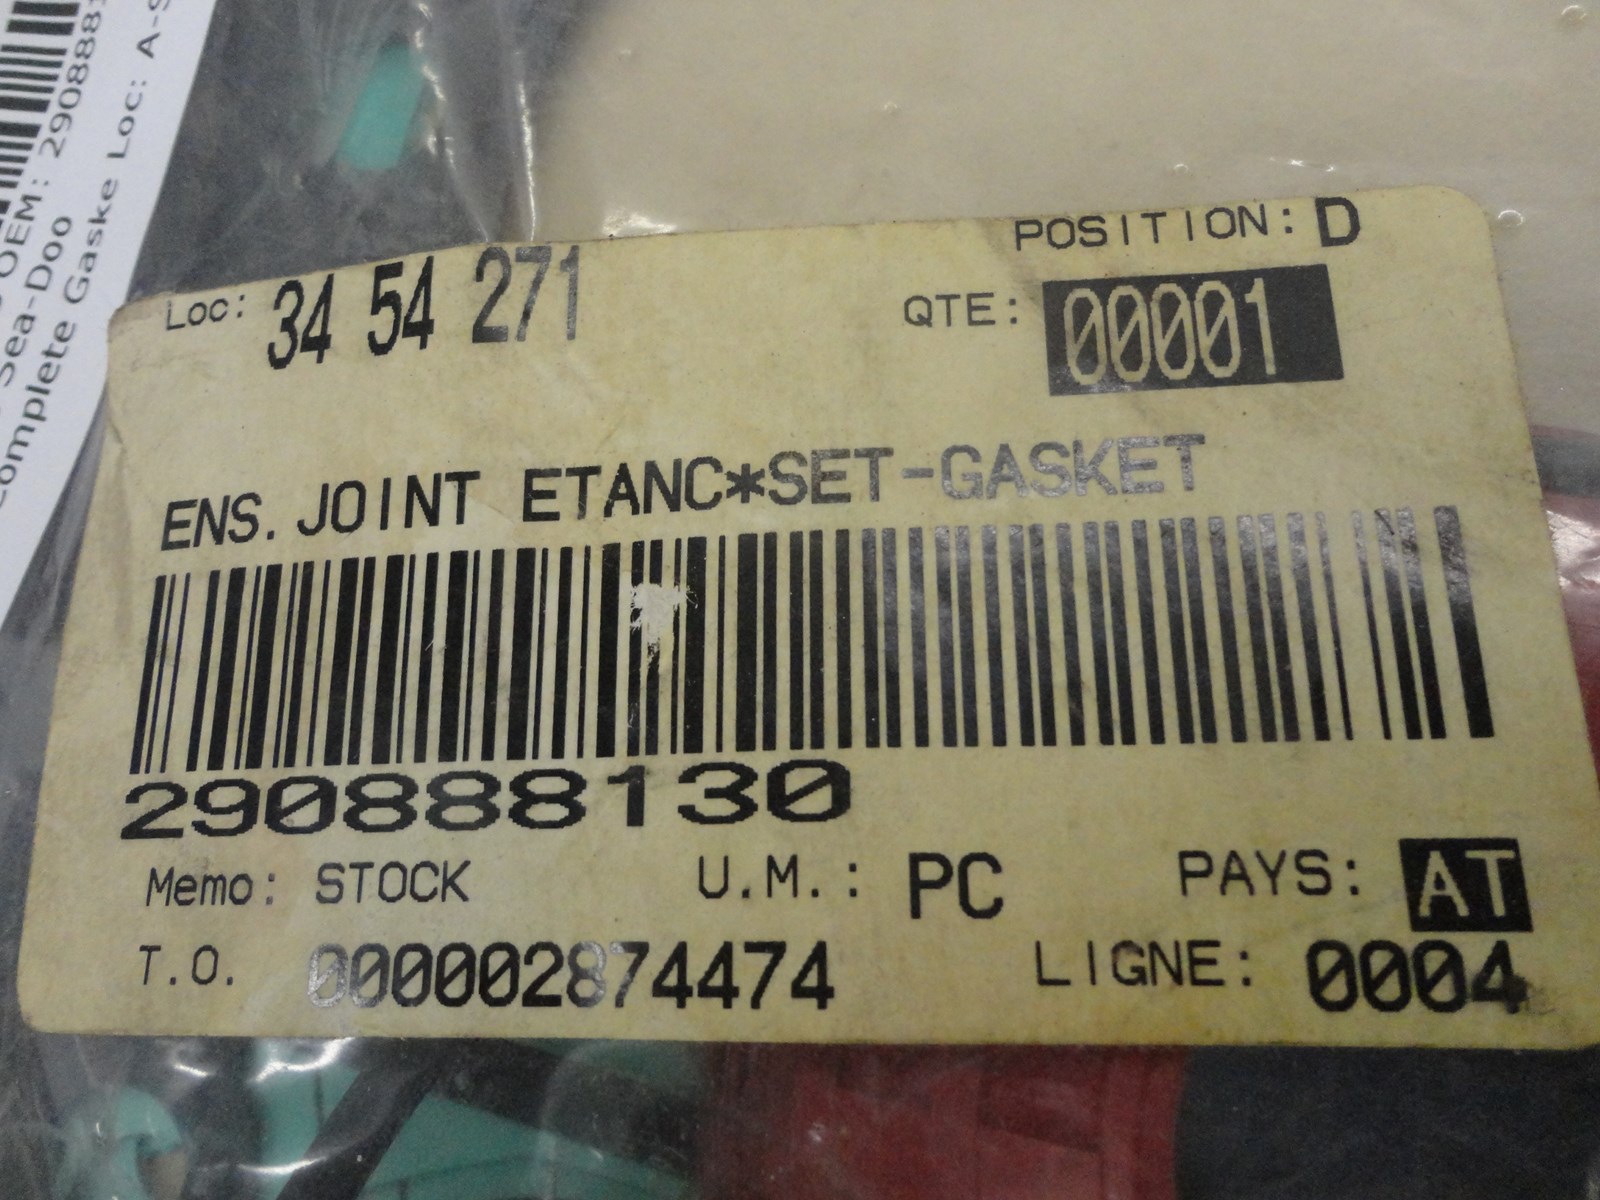 OEM: 2908881
Sea-Doo
Complete Gaske Loc: A-S
POSITION: D
Loc: 34 54 271
QTE: 00001
ENS. JOINT ETANC*SET-GASKET
290888130
Memo: STOCK U.M.: PC PAYS: AT
T.O. 000002874474 LIGNE: 0004